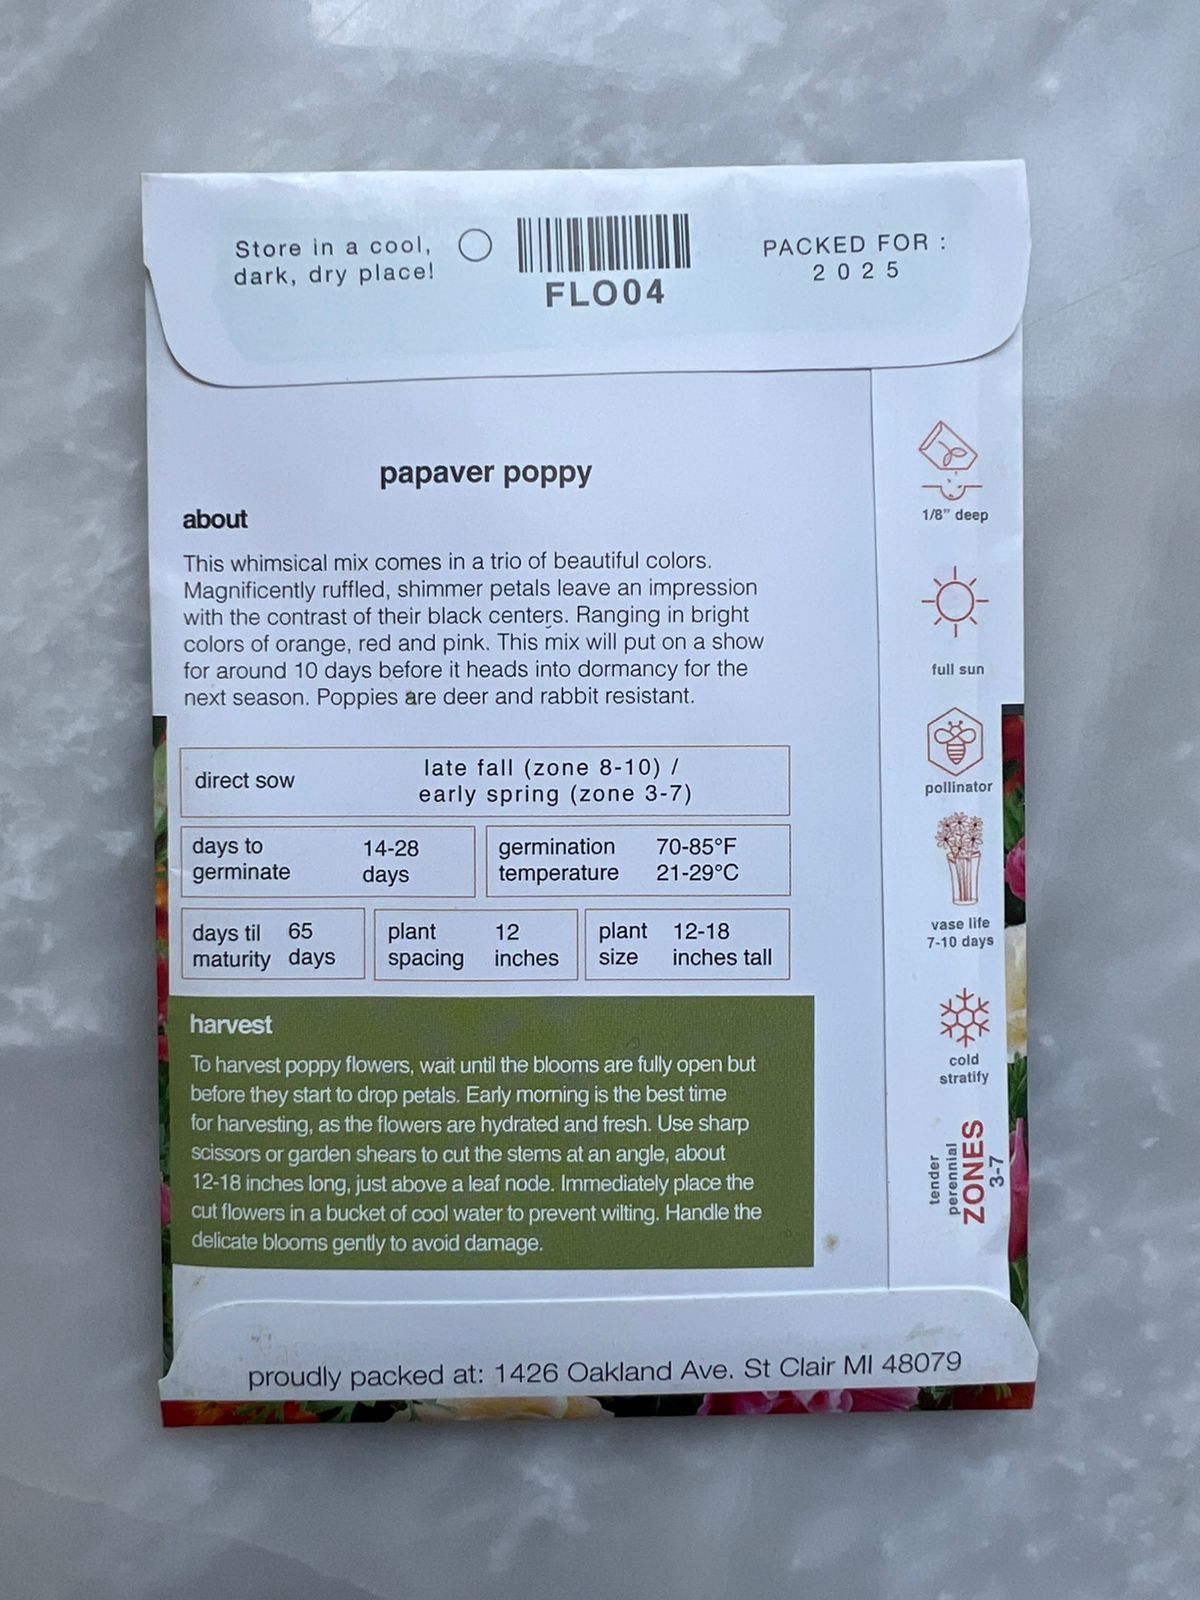 Store in a cool,
dark, dry place!
FLO04
PACKED FOR :
2025
papaver poppy
about
This whimsical mix comes in a trio of beautiful colors.
Magnificently ruffled, shimmer petals leave an impression
with the contrast of their black centers. Ranging in bright
colors of orange, red and pink. This mix will put on a show
for around 10 days before it heads into dormancy for the
next season. Poppies are deer and rabbit resistant.
direct sow
late fall (zone 8-10) /
early spring (zone 3-7)
days to
germinate
14-28
days
germination
temperature
70-85°F
21-29°C
days til
maturity
65
days
plant
spacing
12
inches
plant
size
12-18
inches tall
harvest
To harvest poppy flowers, wait until the blooms are fully open but
before they start to drop petals. Early morning is the best time
for harvesting, as the flowers are hydrated and fresh. Use sharp
scissors or garden shears to cut the stems at an angle, about
12-18 inches long, just above a leaf node. Immediately place the
cut flowers in a bucket of cool water to prevent wilting. Handle the
delicate blooms gently to avoid damage.
1/8” deep
full sun
pollinator
vase life
7-10 days
cold
stratify
tender
perennial
ZONES
3-7
proudly packed at: 1426 Oakland Ave. St Clair MI 48079